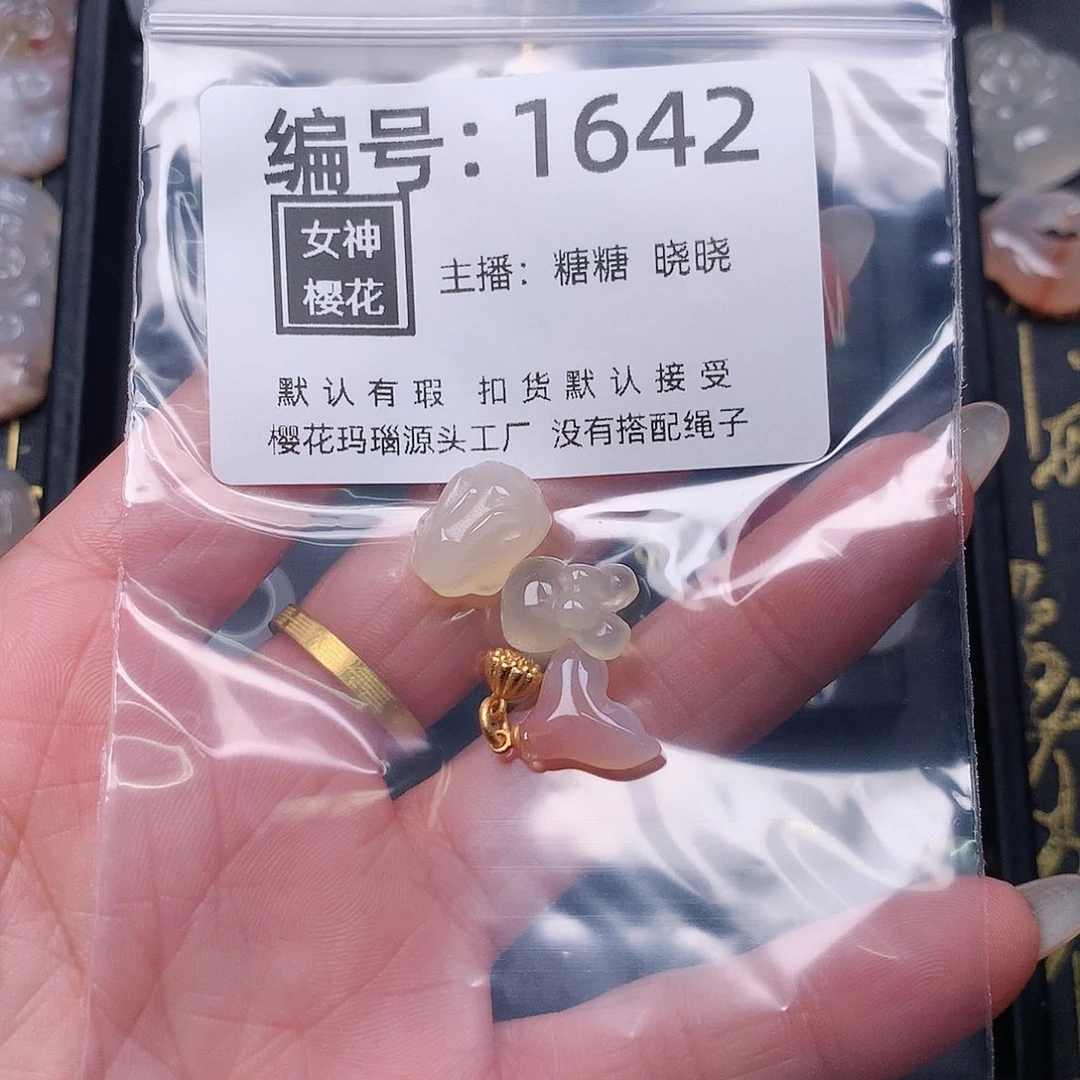 编号：1642
女神
樱花
主播：糖糖 晓晓
默认有瑕 扣货默认接受
樱花玛瑙源头工厂 没有搭配绳子